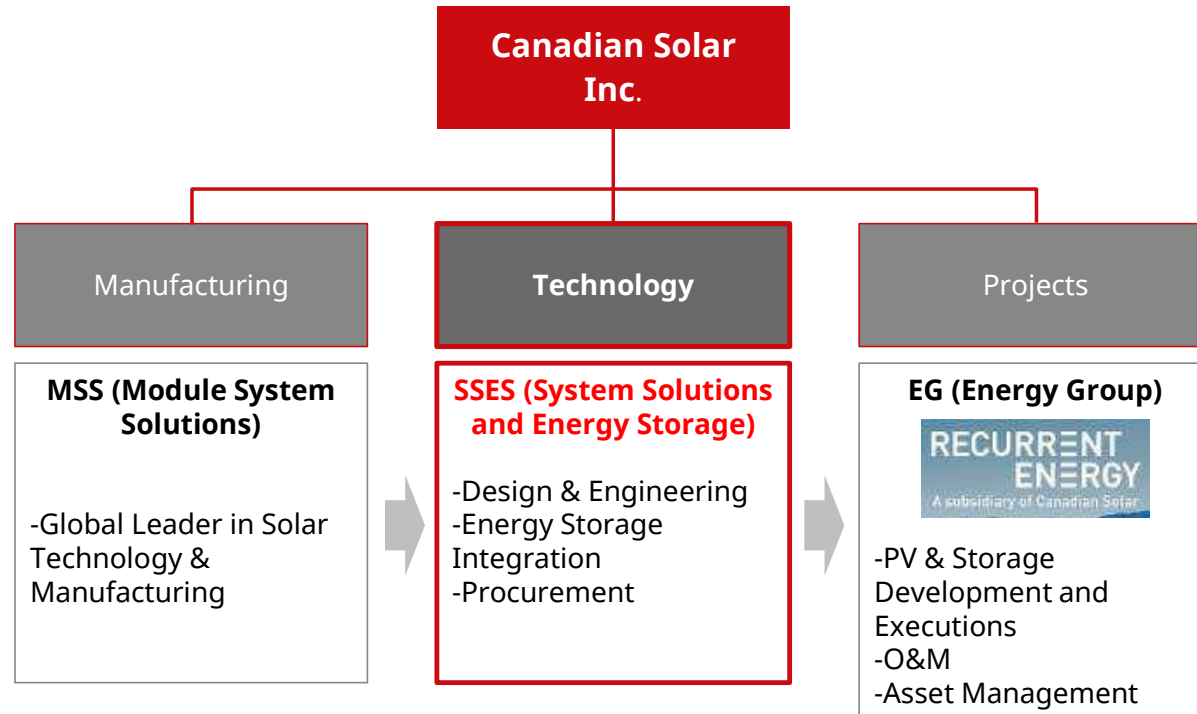 Canadian Solar
Inc.
Manufacturing
Technology
Projects
MSS (Module System
Solutions)
-Global Leader in Solar
Technology &
Manufacturing
SSES (System Solutions
and Energy Storage)
-Design & Engineering
-Energy Storage
Integration
-Procurement
EG (Energy Group)
RECURRENT
ENERGY
A subsidiary of Canadian Solar
-PV & Storage
Development and
Executions
-O&M
-Asset Management